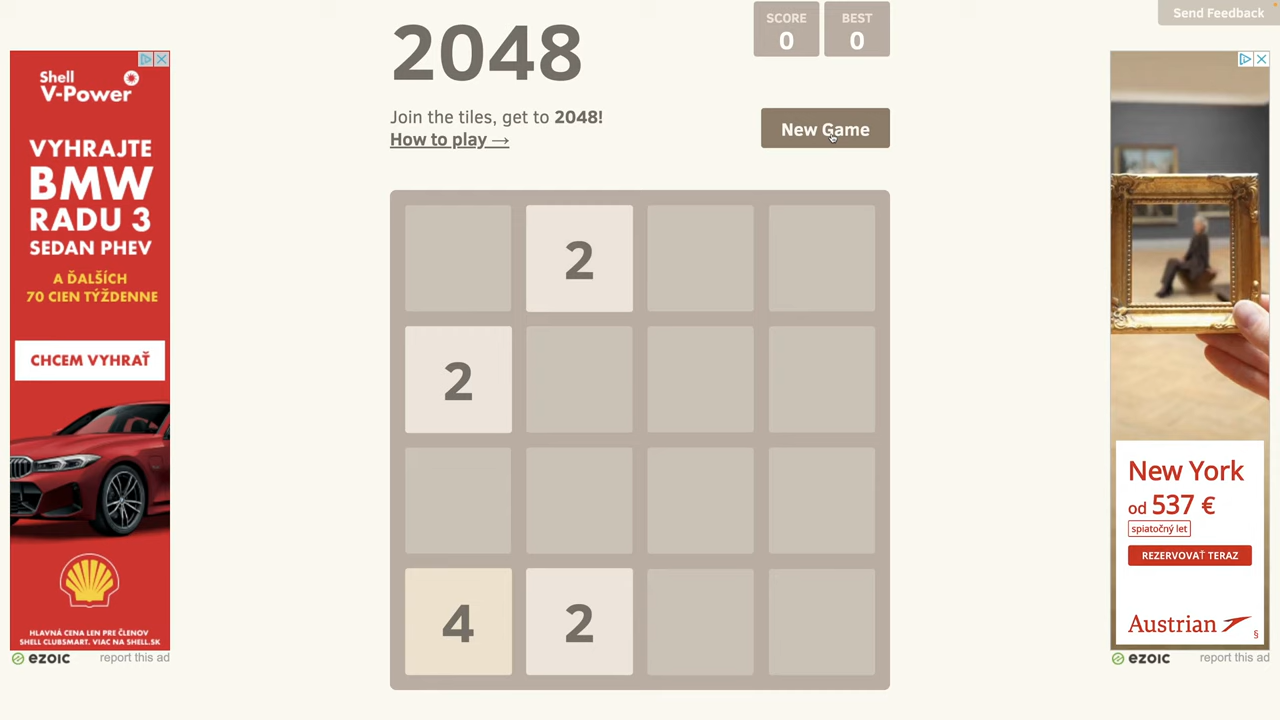 2048
SCORE
0
BEST
0
Send Feedback
Join the tiles, get to 2048!
How to play →
New Game
2
2
4 2
Shell
V-Power
VYHRAJTE
BMW
RADU 3
SEDAN PHEV
A ĎALŠÍCH
70 CIEN TÝŽDENNE
CHCEM VYHRAŤ
HLAVNÁ CENA LEN PRE ČLENOV
SHELL CLUBSMART. VIAC NA SHELL.SK
ezoic report this ad
New York
od 537 €
spiatočný let
REZERVOVAŤ TERAZ
Austrian
§
ezoic report this ad